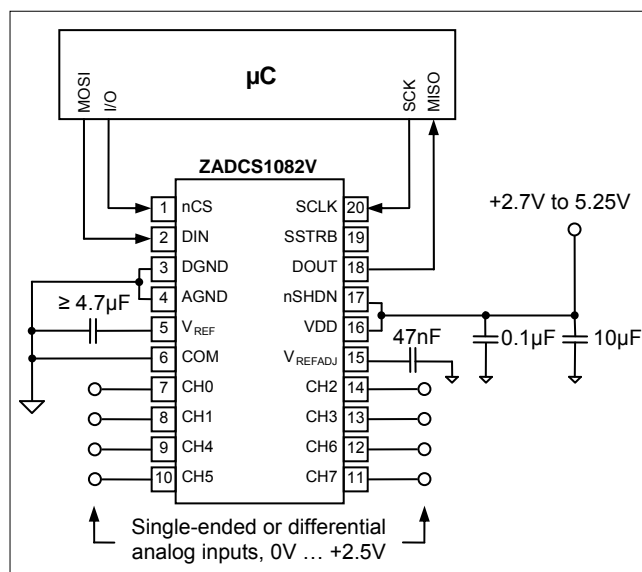 µC
MOSI
I/O
SCK
MISO
ZADCS1082V
+2.7V to 5.25V
1 nCS SCLK 20
2 DIN SSTRB 19
3 DGND DOUT 18
4 AGND nSHDN 17
≥ 4.7µF
5 VREF VDD 16
47nF
0.1µF
10µF
6 COM VREFADJ 15
7 CH0 CH2 14
8 CH1 CH3 13
9 CH4 CH6 12
10 CH5 CH7 11
Single-ended or differential
analog inputs, 0V … +2.5V